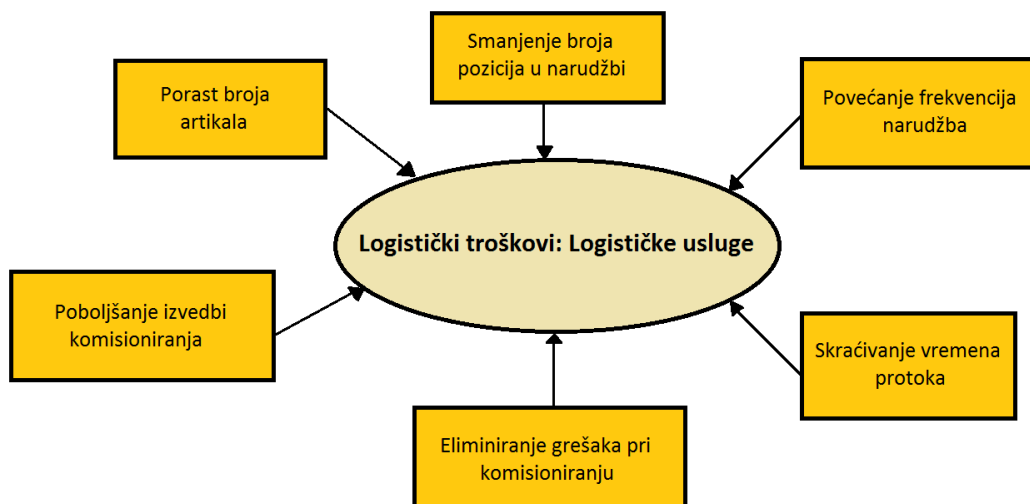 Smanjenje broja
pozicija u narudžbi
Porast broja
artikala
Povećanje frekvencija
narudžba
Logistički troškovi: Logističke usluge
Poboljšanje izvedbi
komisioniranja
Skraćivanje vremena
protoka
Eliminiranje grešaka pri
komisioniranju